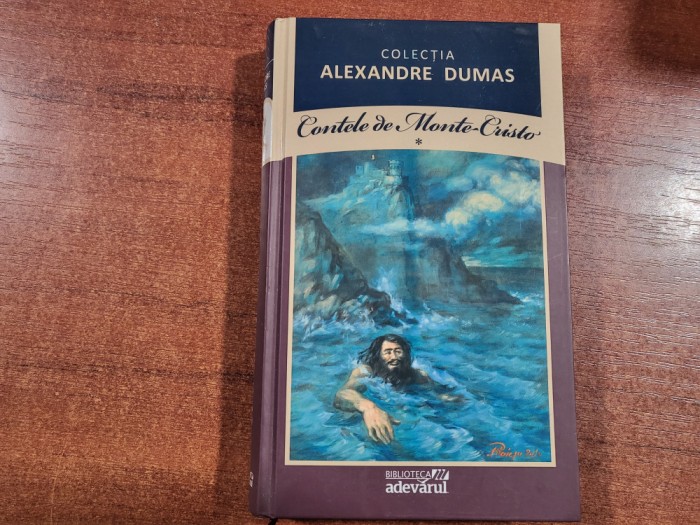 COLECȚIA
ALEXANDRE DUMAS
Contele de Monte-Cristo
*
BIBLIOTECA
adevărul